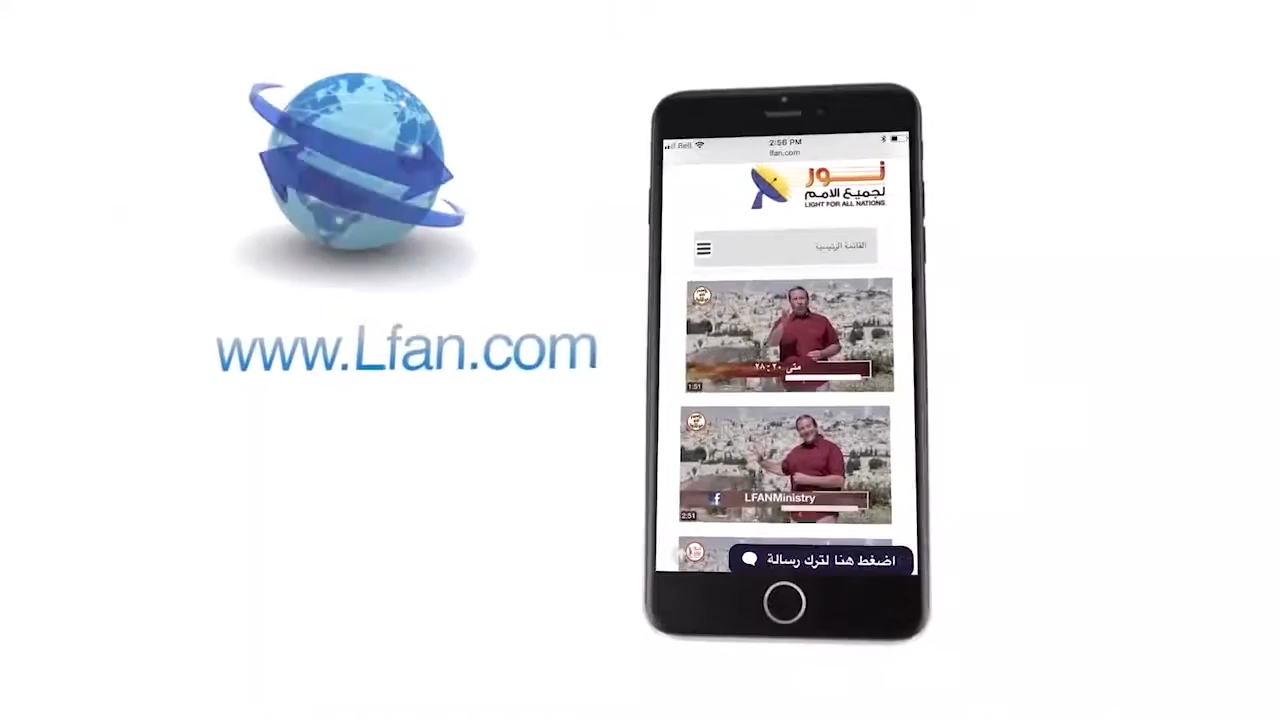 www.Lfan.com
Bell 2:56 PM
lfan.com
نور
لجميع الامم
LIGHT FOR ALL NATIONS
القائمة الرئيسية
متى ٢٠ : ٢٨
1:51
LFANMinistry
2:51
اضغط هنا لترك رسالة